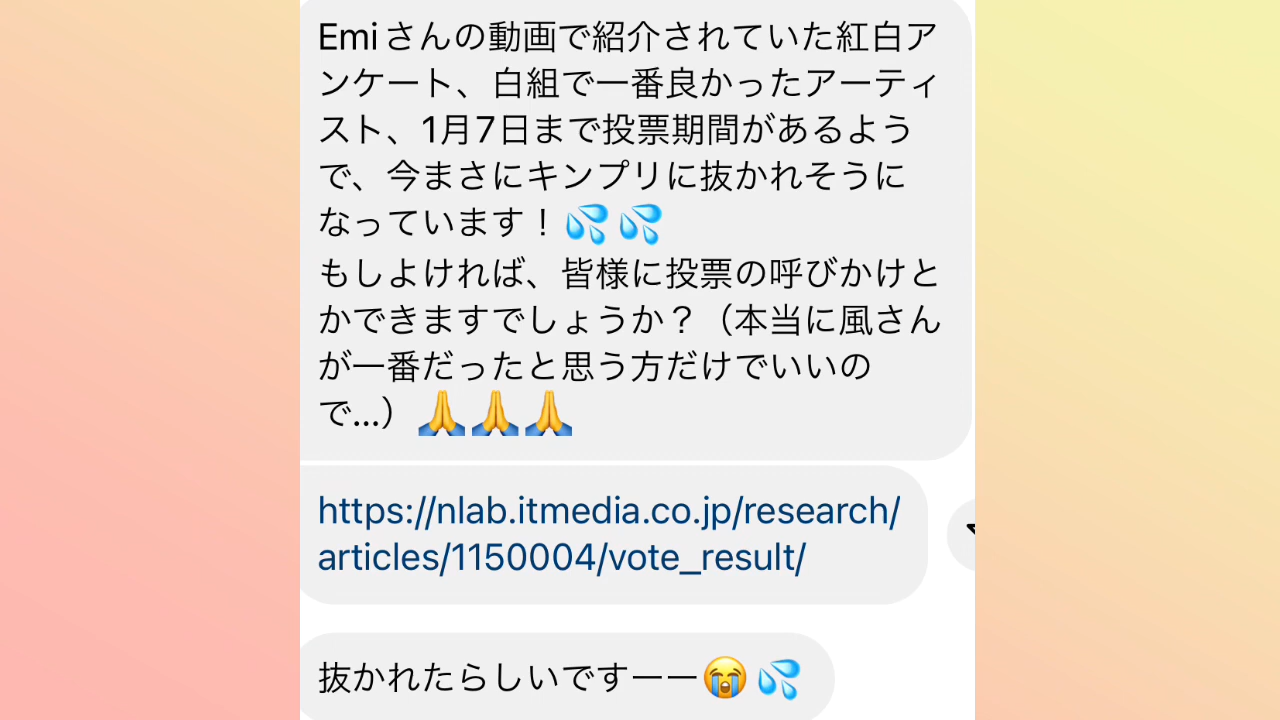 Emiさんの動画で紹介されていた紅白ア
ンケート、白組で一番良かったアーティ
スト、1月7日まで投票期間があるよう
で、今まさにキンプリに抜かれそうに
なっています！💦💦
もしよければ、皆様に投票の呼びかけと
かできますでしょうか？（本当に風さん
が一番だったと思う方だけでいいの
で...）🙏🙏🙏
https://nlab.itmedia.co.jp/research/
articles/1150004/vote_result/
抜かれたらしいですーー😭💦